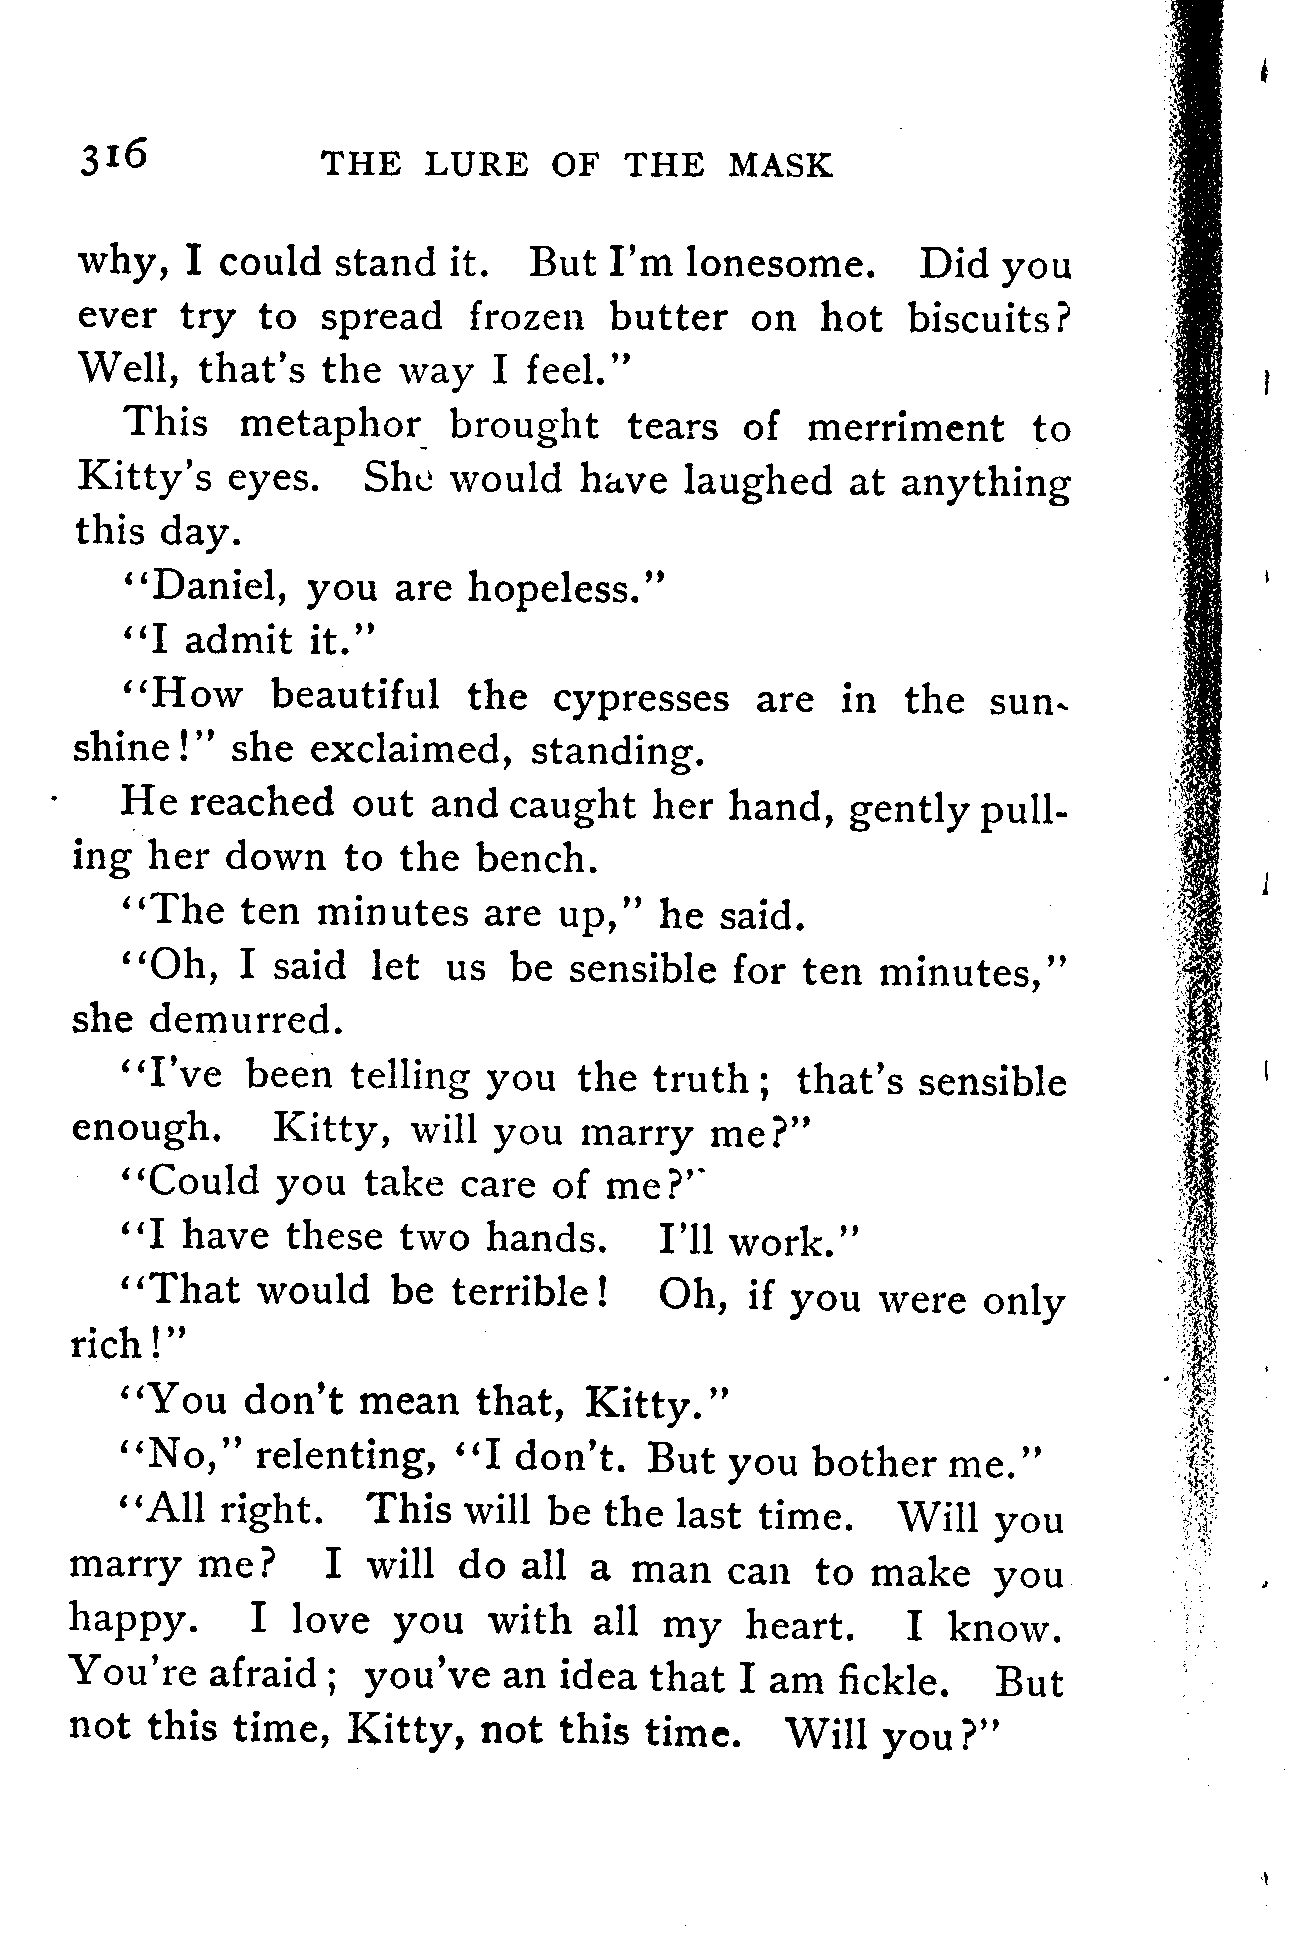 316 THE LURE OF THE MASK
why, I could stand it. But I'm lonesome. Did you
ever try to spread frozen butter on hot biscuits?
Well, that's the way I feel."
This metaphor brought tears of merriment to
Kitty's eyes. She would have laughed at anything
this day.
"Daniel, you are hopeless."
"I admit it."
"How beautiful the cypresses are in the sun-
shine!" she exclaimed, standing.
He reached out and caught her hand, gently pull-
ing her down to the bench.
"The ten minutes are up," he said.
"Oh, I said let us be sensible for ten minutes,"
she demurred.
"I've been telling you the truth; that's sensible
enough. Kitty, will you marry me?"
"Could you take care of me?"
"I have these two hands. I'll work."
"That would be terrible! Oh, if you were only
rich!"
"You don't mean that, Kitty."
"No," relenting, "I don't. But you bother me."
"All right. This will be the last time. Will you
marry me? I will do all a man can to make you
happy. I love you with all my heart. I know.
You're afraid; you've an idea that I am fickle. But
not this time, Kitty, not this time. Will you?"